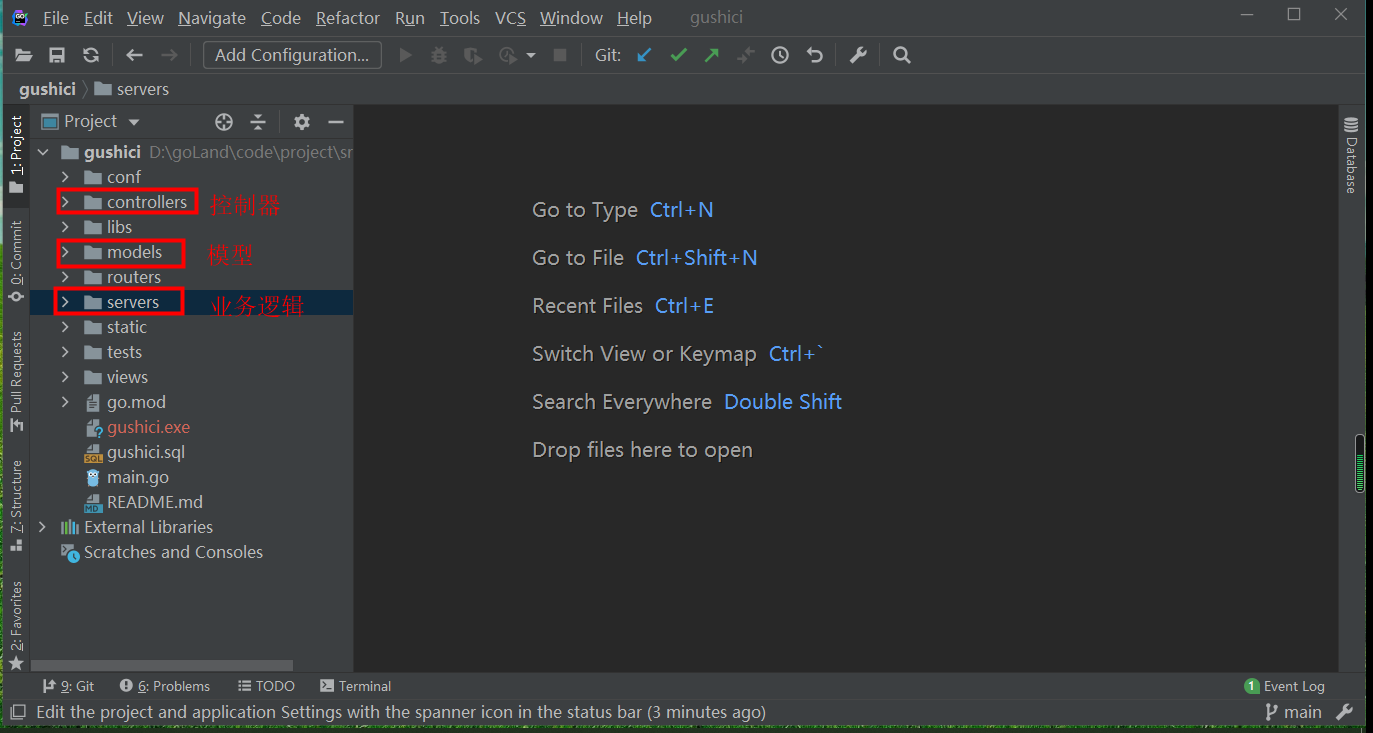 GO File Edit View Navigate Code Refactor Run Tools VCS Window Help gushici
Add Configuration... Git:
gushici servers
1: Project
0: Commit
Pull Requests
7: Structure
2: Favorites
Project
gushici D:\goLand\code\project\sr
conf
controllers 控制器
libs
models 模型
routers
servers 业务逻辑
static
tests
views
go.mod
gushici.exe
gushici.sql
main.go
README.md
External Libraries
Scratches and Consoles
Go to Type Ctrl+N
Go to File Ctrl+Shift+N
Recent Files Ctrl+E
Switch View or Keymap Ctrl+`
Search Everywhere Double Shift
Drop files here to open
Database
9: Git 6: Problems TODO Terminal 1 Event Log
Edit the project and application Settings with the spanner icon in the status bar (3 minutes ago) main